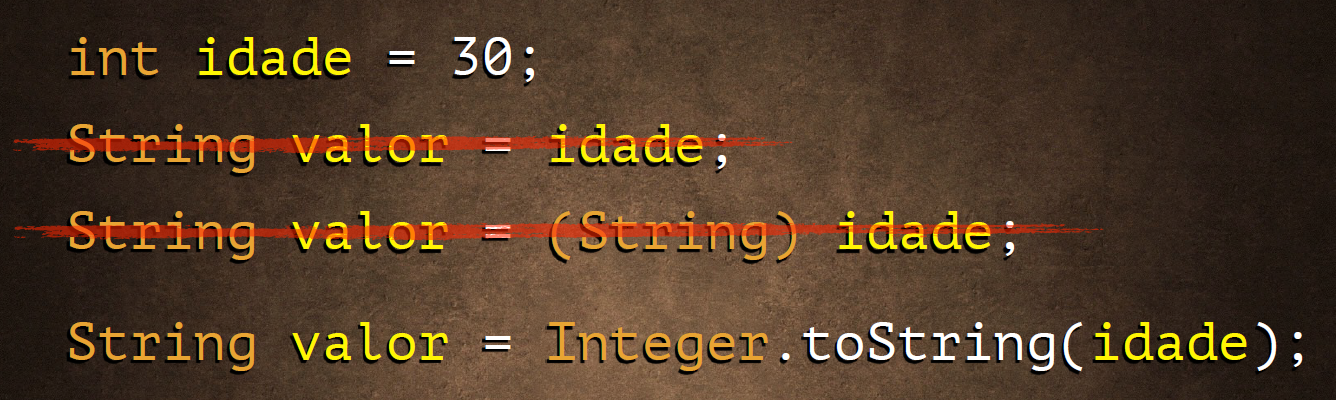 int idade = 30;
String valor = idade;
String valor = (String) idade;
String valor = Integer.toString(idade);